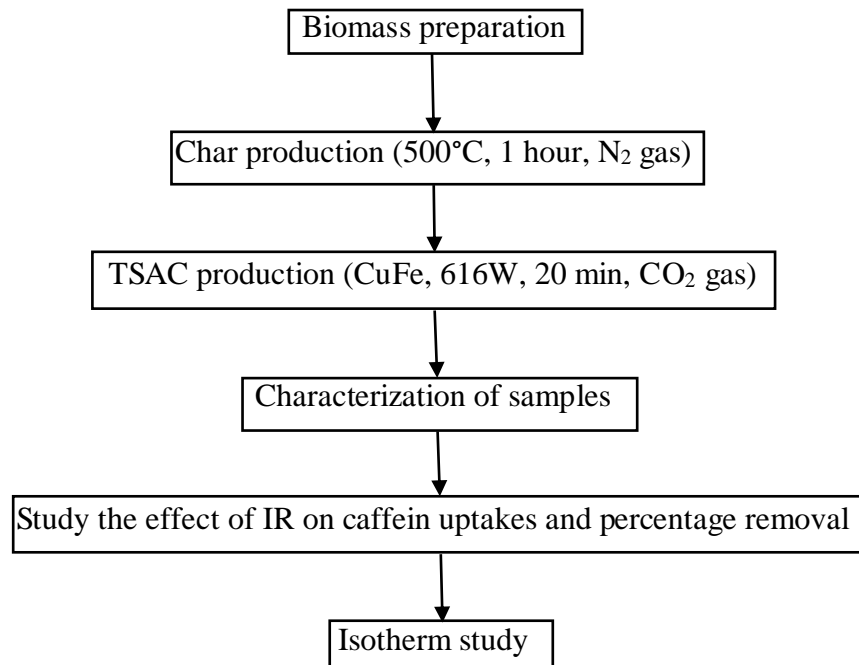 Biomass preparation
Char production (500°C, 1 hour, N₂ gas)
TSAC production (CuFe, 616W, 20 min, CO₂ gas)
Characterization of samples
Study the effect of IR on caffein uptakes and percentage removal
Isotherm study